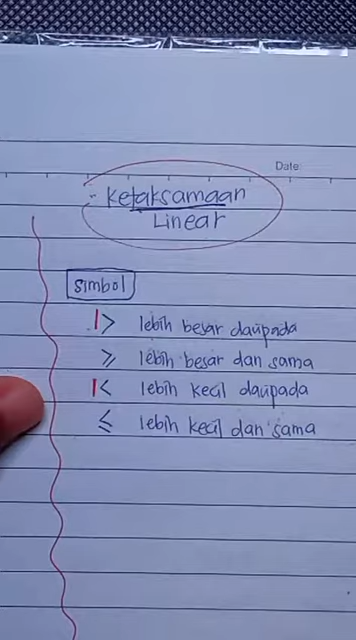 Date
Ketaksamaan
Linear
simbol
> lebih besar daripada
≥ lebih besar dan sama
< lebih kecil daripada
≤ lebih kecil dan sama